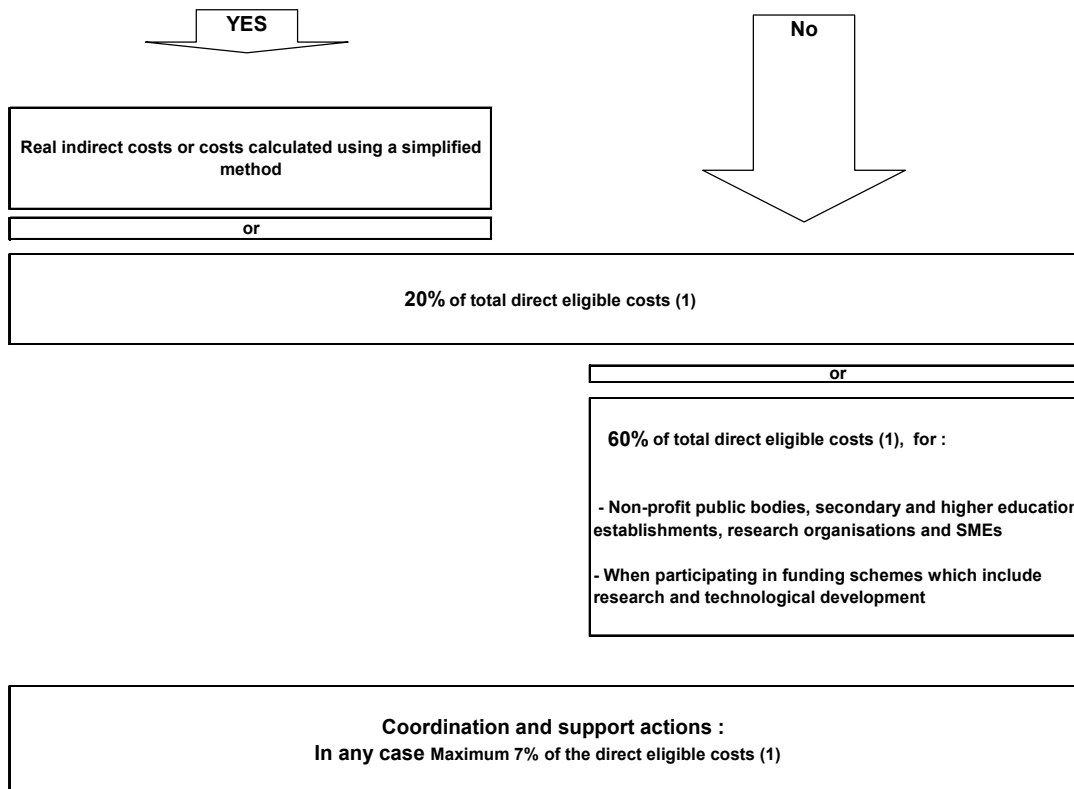 YES
No
Real indirect costs or costs calculated using a simplified
method
or
20% of total direct eligible costs (1)
or
60% of total direct eligible costs (1), for :
- Non-profit public bodies, secondary and higher education
establishments, research organisations and SMEs
- When participating in funding schemes which include
research and technological development
Coordination and support actions :
In any case Maximum 7% of the direct eligible costs (1)